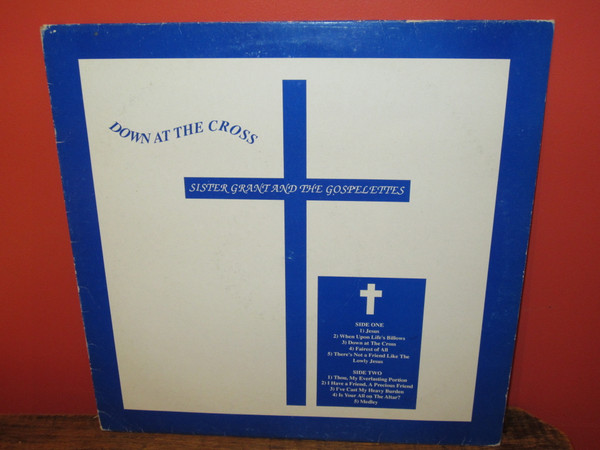 DOWN AT THE CROSS
SISTER GRANT AND THE GOSPELETTES
SIDE ONE
1) Jesus
2) When Upon Life's Billows
3) Down at The Cross
4) Fairest of All
5) There's Not a Friend Like The
Lowly Jesus
SIDE TWO
1) Thou, My Everlasting Portion
2) I Have a Friend, A Precious Friend
3) I've Cast My Heavy Burden
4) Is Your All on The Altar?
5) Medley